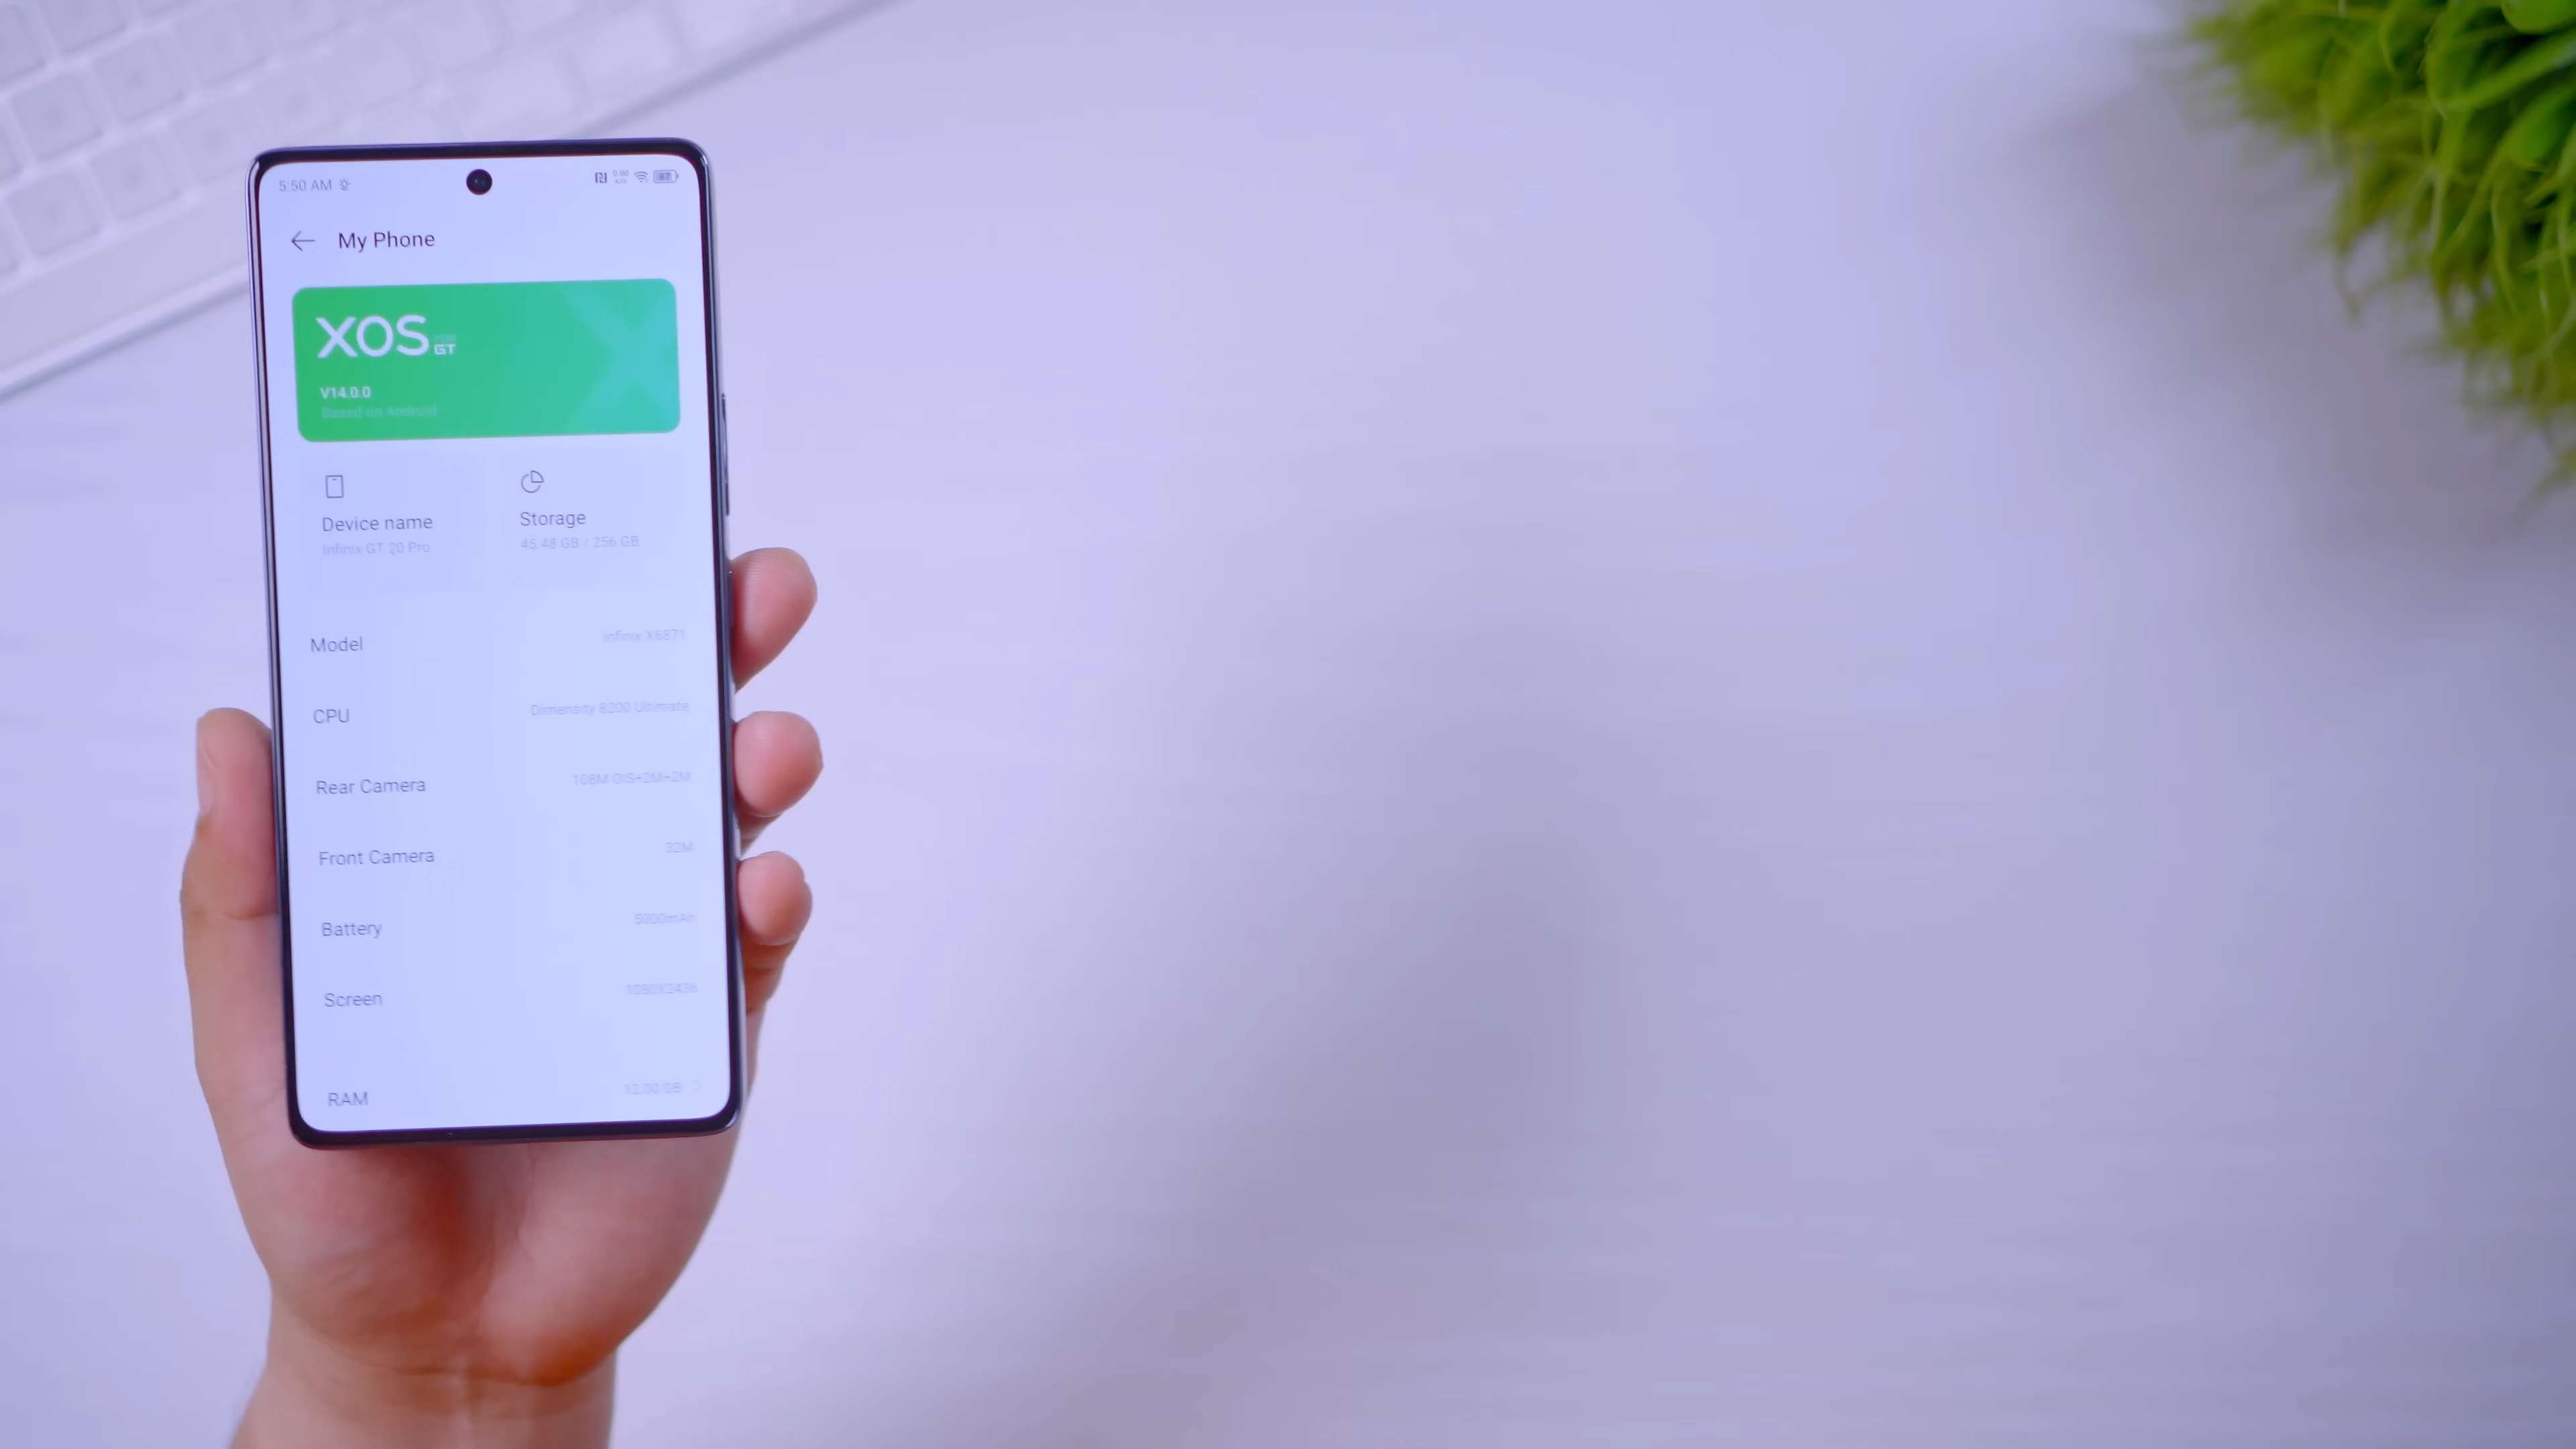 5:50 AM
My Phone
XOS GT
V14.0.0
Based on Android
Device name
Infinix GT 20 Pro
Storage
45.48 GB / 256 GB
Model
Infinix X6871
CPU
Dimensity 8200 Ultimate
Rear Camera
108M OIS+2M+2M
Front Camera
32M
Battery
5000mAh
Screen
1080X2436
RAM
12.00 GB